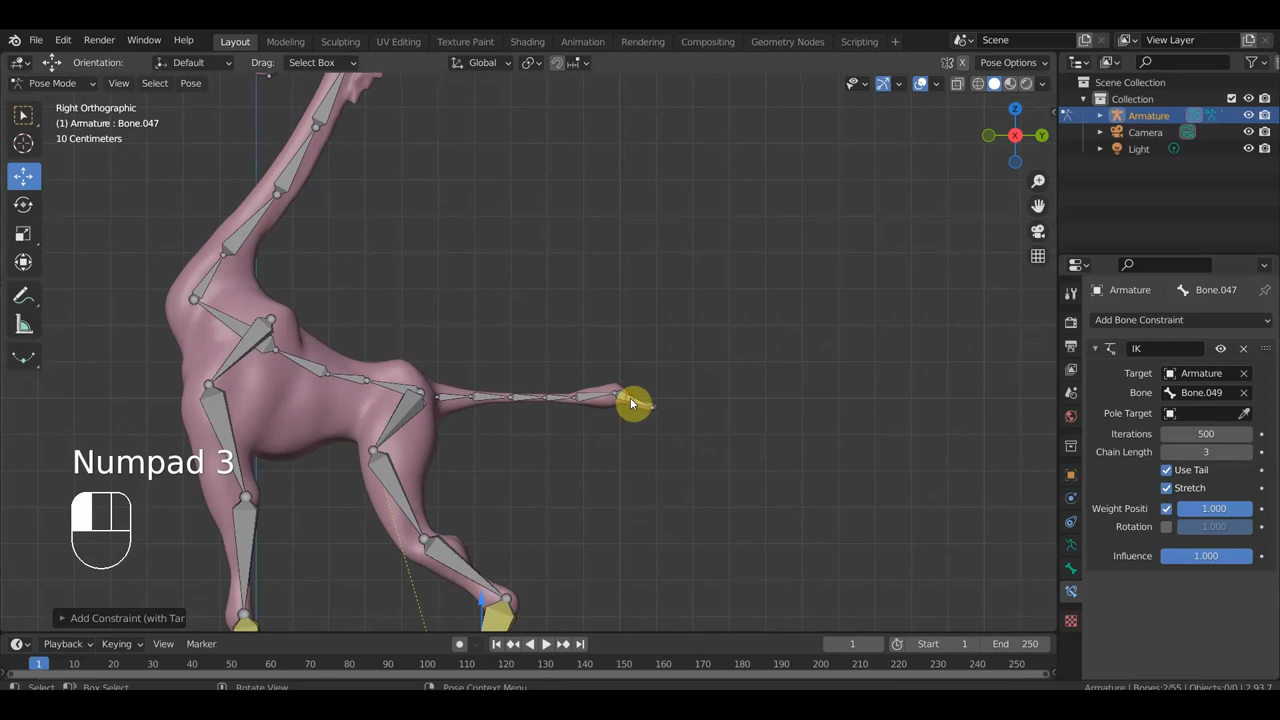 File Edit Render Window Help Layout Modeling Sculpting UV Editing Texture Paint Shading Animation Rendering Compositing Geometry Nodes Scripting + Scene View Layer
Orientation: Default Drag: Select Box Global Pose Options
Pose Mode View Select Pose
Right Orthographic
(1) Armature : Bone.047
10 Centimeters
Z
X
Y
Scene Collection
Collection
Armature
Camera
Light
Armature Bone.047
Add Bone Constraint
IK
Target Armature
Bone Bone.049
Pole Target
Iterations 500
Chain Length 3
Use Tail
Stretch
Weight Positi 1.000
Rotation 1.000
Influence 1.000
Numpad 3
Add Constraint (with Tar
Playback Keying View Marker 1 Start 1 End 250
1 10 20 30 40 50 60 70 80 90 100 110 120 130 140 150 160 170 180 190 200 210 220 230 240 250
Select Box Select Rotate View Pose Context Menu Armature | Bones:2/55 | Objects:0/0 | 2.93.7